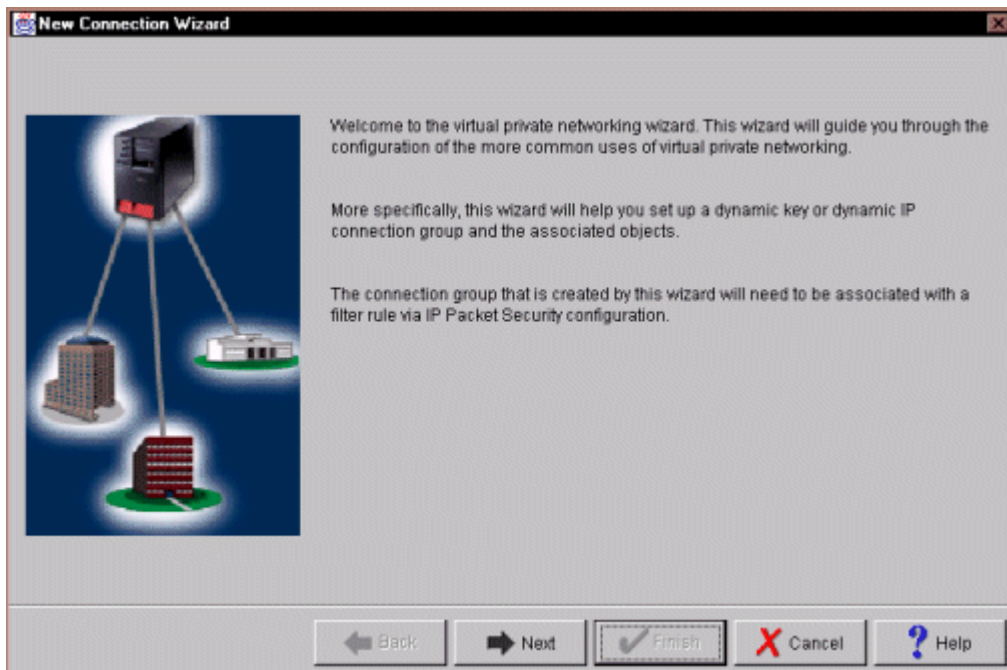 New Connection Wizard
Welcome to the virtual private networking wizard. This wizard will guide you through the
configuration of the more common uses of virtual private networking.
More specifically, this wizard will help you set up a dynamic key or dynamic IP
connection group and the associated objects.
The connection group that is created by this wizard will need to be associated with a
filter rule via IP Packet Security configuration.
Back
Next
Finish
Cancel
Help